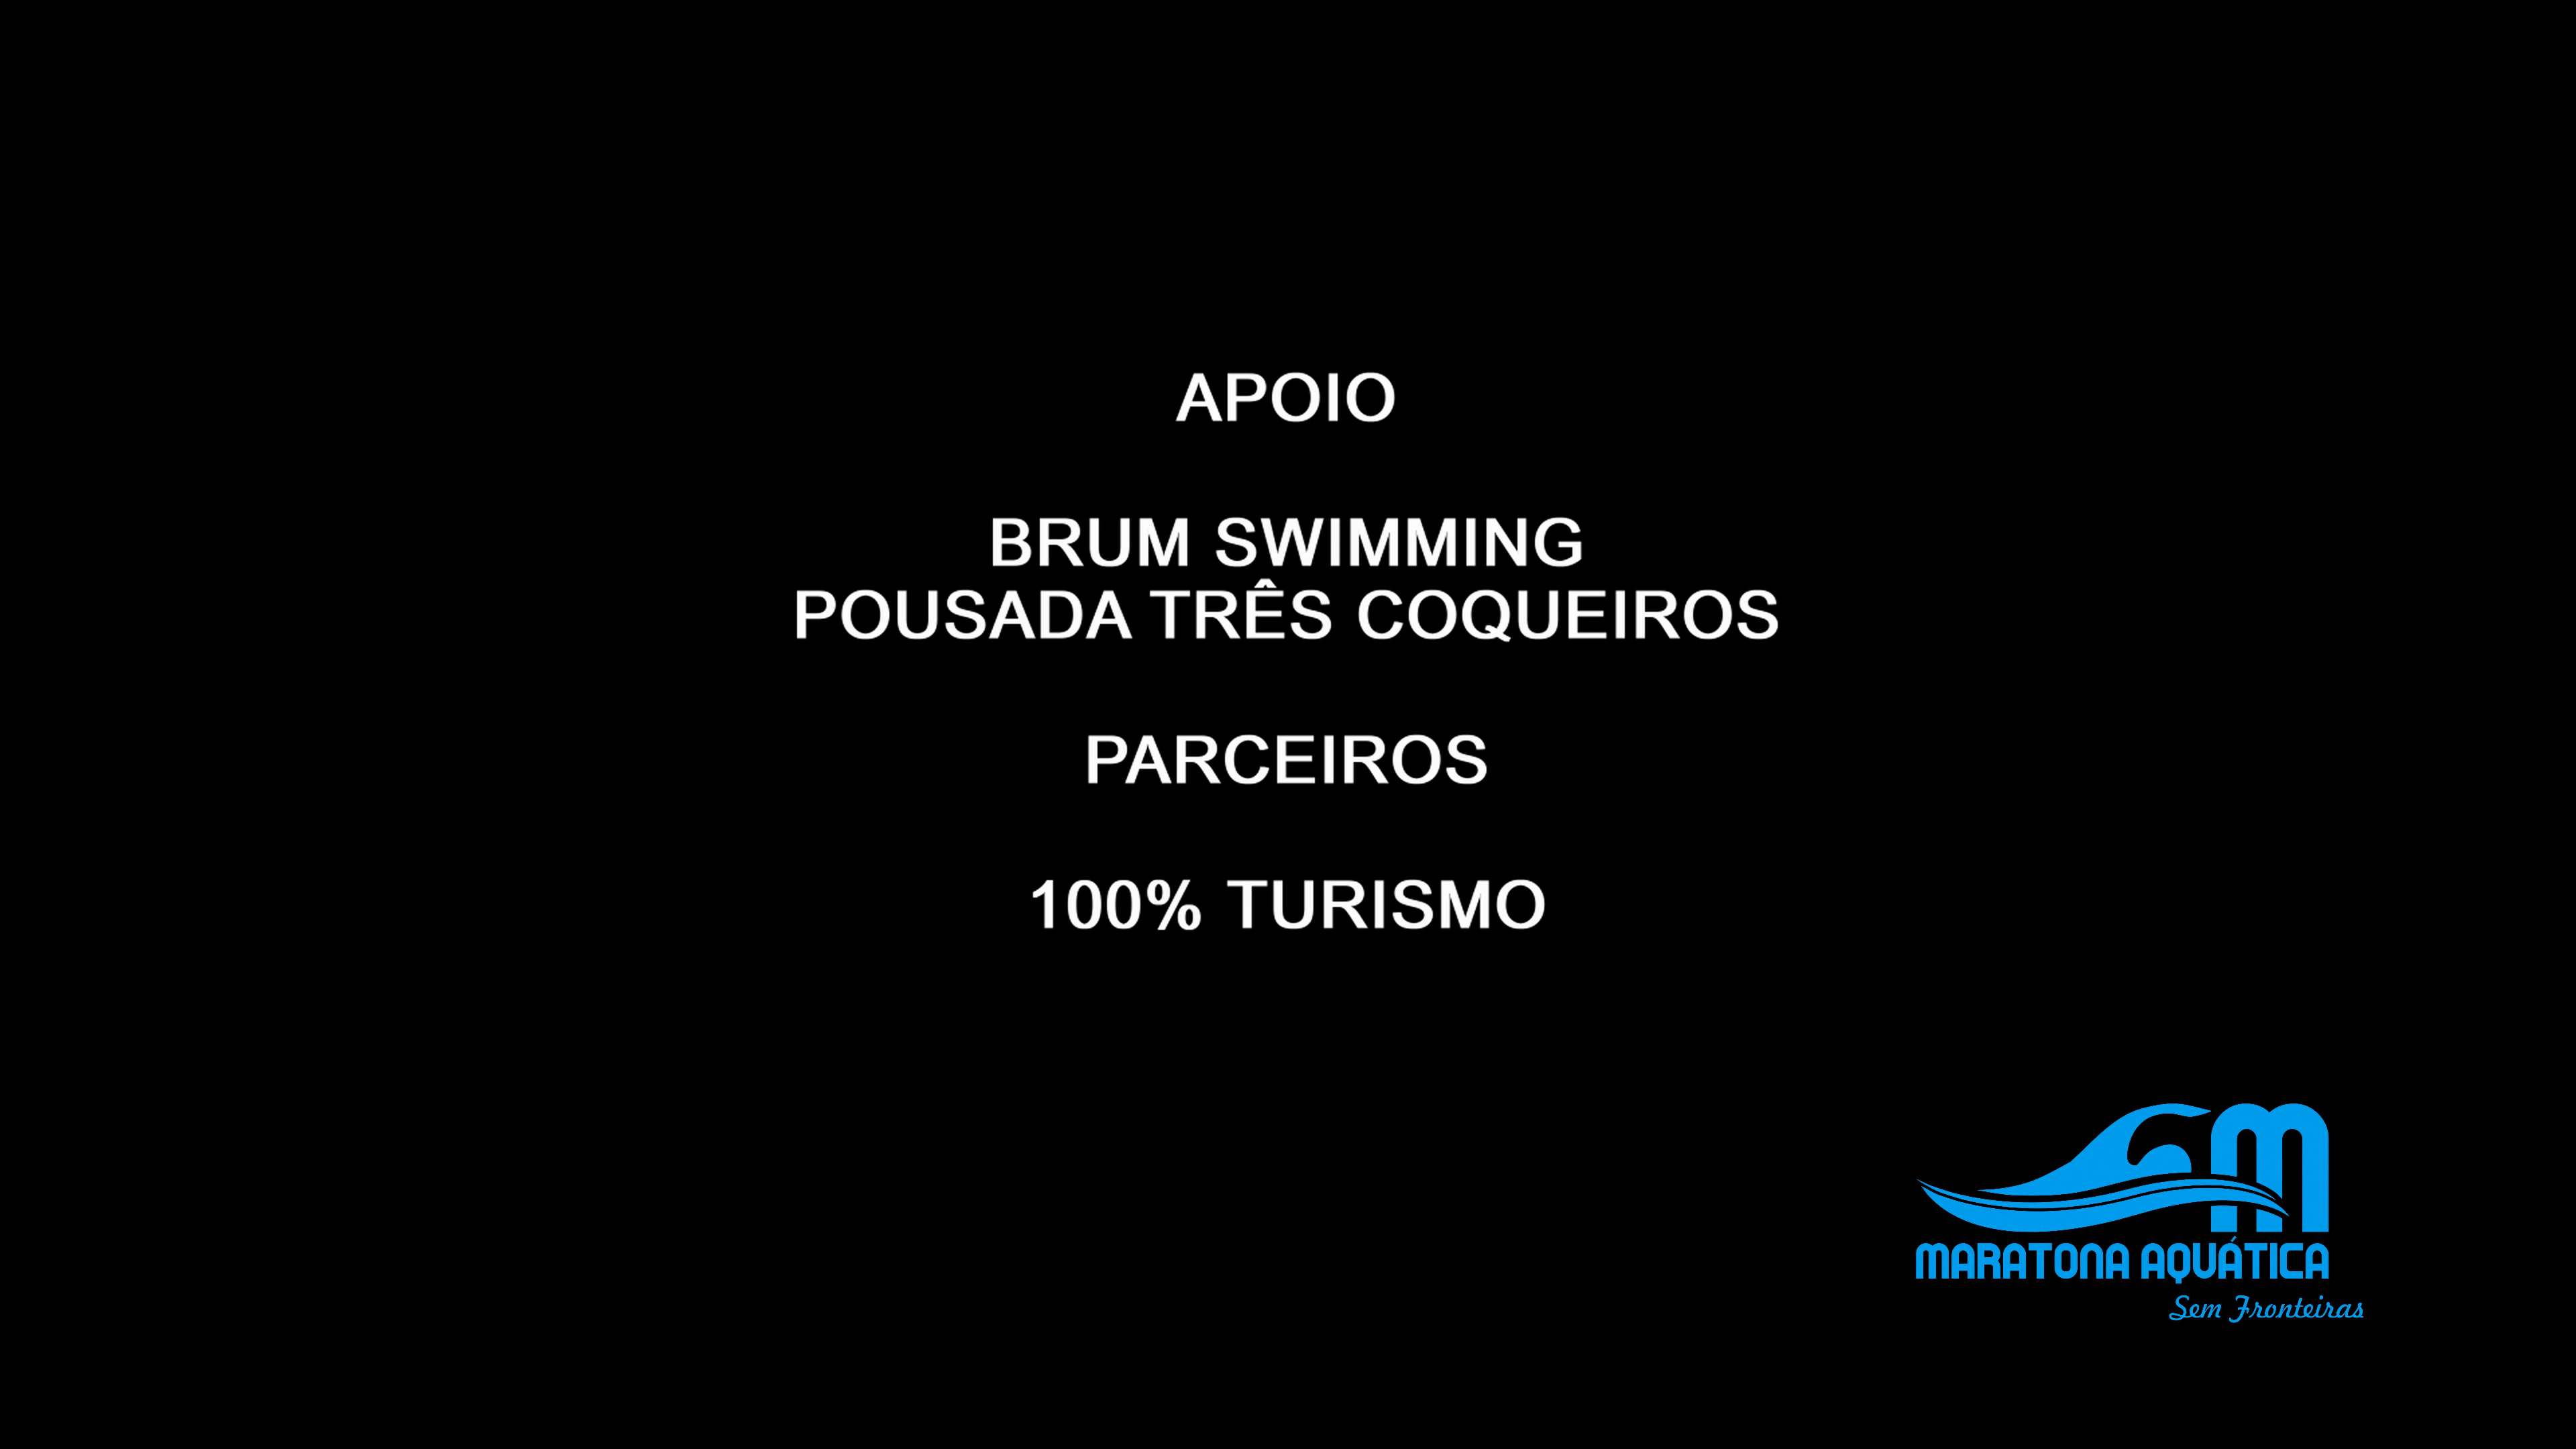 APOIO
BRUM SWIMMING
POUSADA TRÊS COQUEIROS
PARCEIROS
100% TURISMO
M
MARATONA AQUÁTICA
Sem Fronteiras